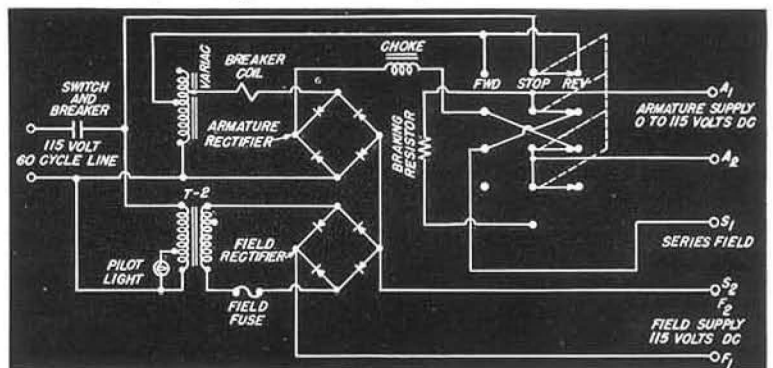 SWITCH
AND
BREAKER
115 VOLT
60 CYCLE LINE
VARIAC
BREAKER
COIL
ARMATURE
RECTIFIER
CHOKE
BRAKING
RESISTOR
FWD STOP REV
A1
ARMATURE SUPPLY
0 TO 115 VOLTS DC
A2
T-2
PILOT
LIGHT
FIELD
RECTIFIER
FIELD
FUSE
S1
SERIES FIELD
S2
F2
FIELD SUPPLY
115 VOLTS DC
F1